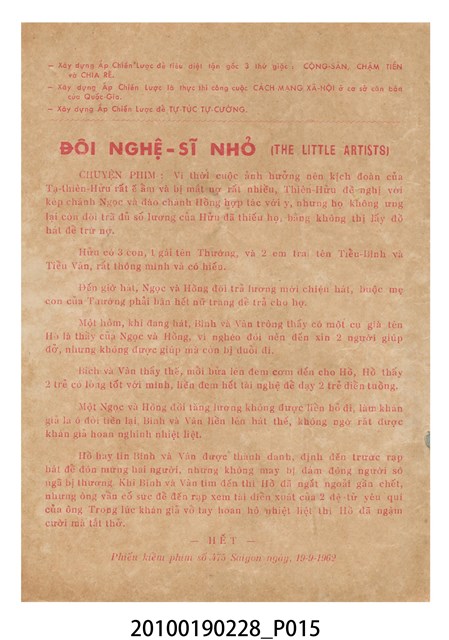 — Xây dựng Ấp Chiến Lược để tiêu diệt tận gốc 3 thứ giặc : CỘNG-SẢN, CHẬM TIẾN
và CHIA RẼ.
— Xây dựng Ấp Chiến Lược là thực thi công cuộc CÁCH MẠNG XÃ-HỘI ở cơ sở căn bản
của Quốc-Gia.
— Xây dựng Ấp Chiến Lược để TỰ-TÚC TỰ-CƯỜNG.
ĐÔI NGHỆ-SĨ NHỎ (THE LITTLE ARTISTS)
CHUYỆN PHIM : Vì thời cuộc ảnh hưởng nên kịch đoàn của
Tạ-thiên-Hữu rất ế ẩm và bị mắt nợ rất nhiều, Thiên-Hữu đề-nghị với
kép chánh Ngọc và đào chánh Hồng hợp tác với y, nhưng họ không ưng
lại còn đòi trả đủ số lương của Hữu đã thiếu họ, bằng không thì lấy đồ
hát để trừ nợ.
Hữu có 3 con, 1 gái tên Thường, và 2 em trai tên Tiểu-Bình và
Tiểu Vân, rất thông minh và có hiếu.
Đến giờ hát, Ngọc và Hồng đòi trả lương mới chiệu hát, buộc mẹ
con của Thường phải bán hết nữ trang để trả cho họ.
Một hôm, khi đang hát, Bình và Vân trông thấy có một cụ già tên
Hồ là thầy của Ngọc và Hồng, vì nghèo đói nên đến xin 2 người giúp
đỡ, nhưng không được giúp mà còn bị đuổi đi.
Bích và Vân thấy thế, mỗi bửa lén đem cơm đến cho Hồ, Hồ thấy
2 trẻ có lòng tốt với mình, liền đem hết tài nghệ để dạy 2 trẻ diễn tuồng.
Một Ngọc và Hồng đòi tăng lương không được liền bỏ đi, làm khán
giả la ó đòi tiền lại, Bình và Vân liền lên hát thế, không ngờ rất được
khán giả hoan nghinh nhiệt liệt.
Hồ hay tin Bình và Vân được thành danh, định đến trước rạp
hát để đón mừng hai người, nhưng không may bị đám đông người xô
ngã bị thương. Khi Bình và Vân tìm đến thì Hồ đã ngất ngoải gần chết,
nhưng ông vẫn cố sức để đến rạp xem tài diễn xuất của 2 đệ-tử yêu quí
của ông Trong lúc khán giả vỗ tay hoan hô nhiệt liệt thì Hồ đã ngậm
cười mà tắt thở.
— HẾT —
Phiếu kiểm phim số 375 Saigon ngày, 19-9-1962
20100190228_P015